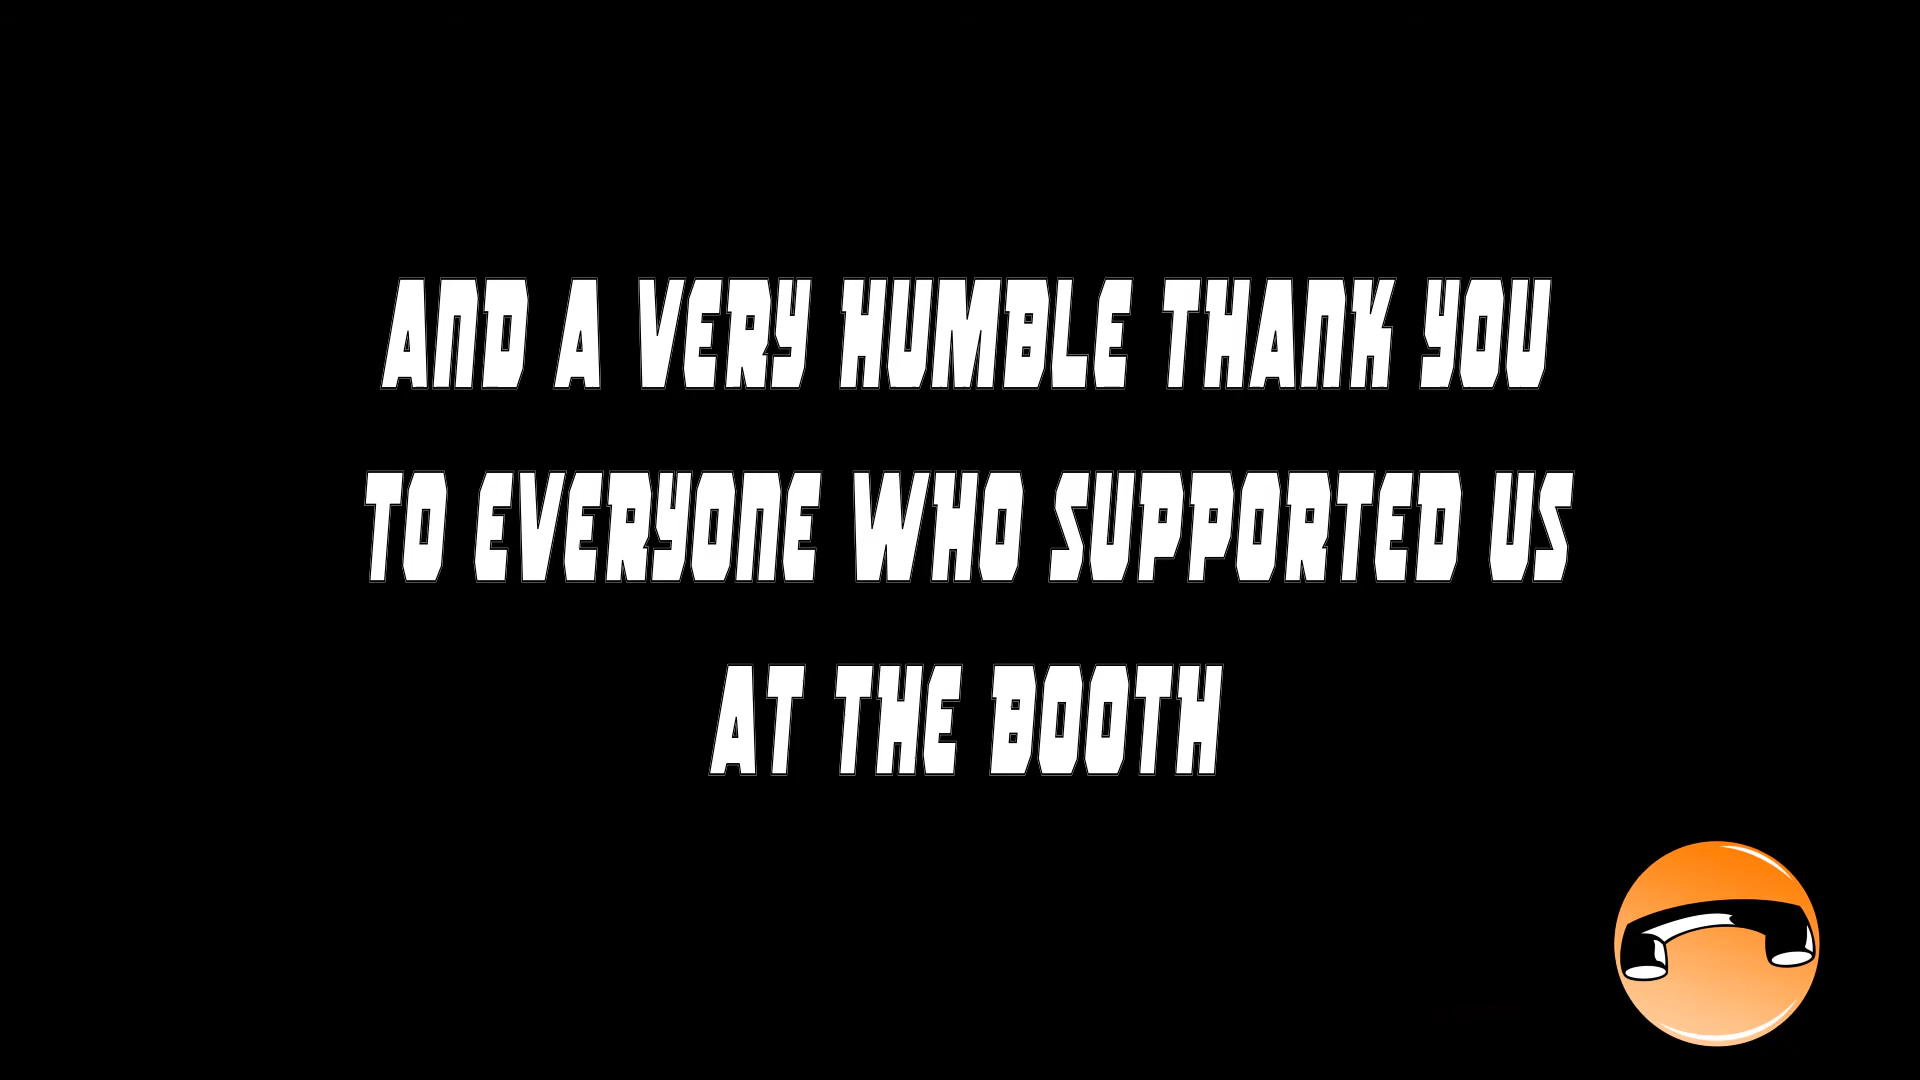 AND A VERY HUMBLE THANK YOU
TO EVERYONE WHO SUPPORTED US
AT THE BOOTH